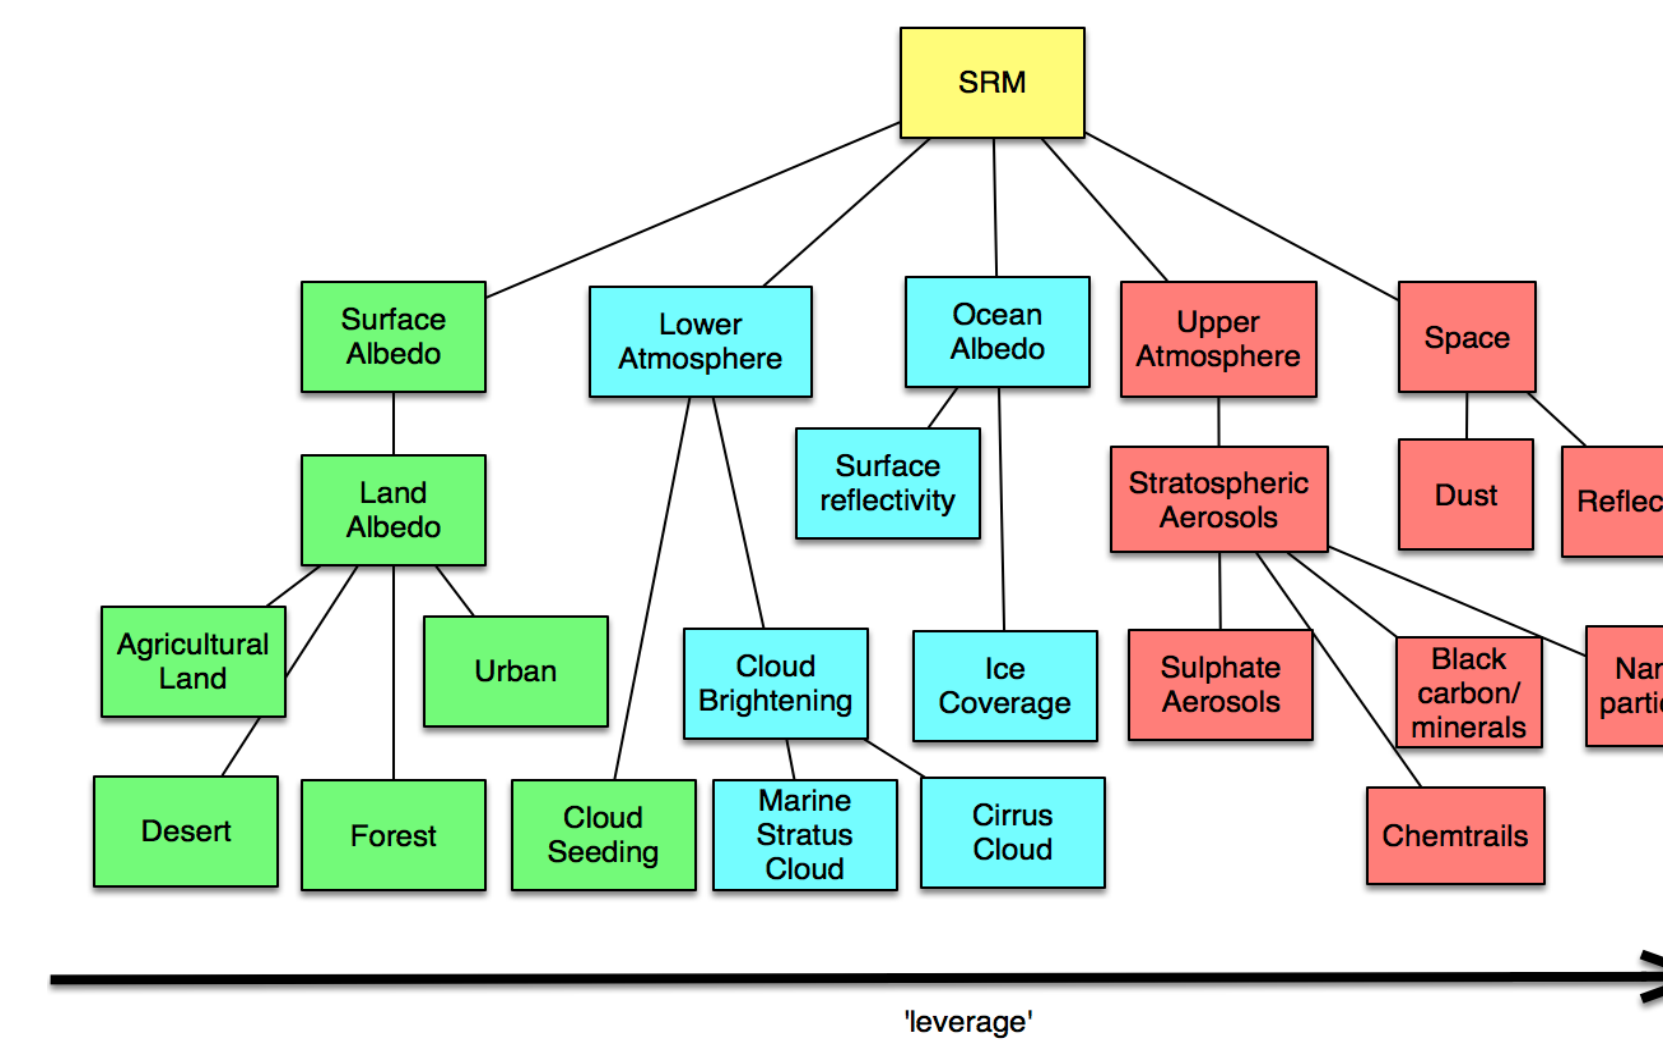 SRM
Surface
Albedo
Lower
Atmosphere
Ocean
Albedo
Upper
Atmosphere
Space
Land
Albedo
Surface
reflectivity
Stratospheric
Aerosols
Dust
Reflec
Agricultural
Land
Urban
Cloud
Brightening
Ice
Coverage
Sulphate
Aerosols
Black
carbon/
minerals
partic
Desert
Forest
Cloud
Seeding
Marine
Stratus
Cloud
Cirrus
Cloud
Chemtrails
'leverage'